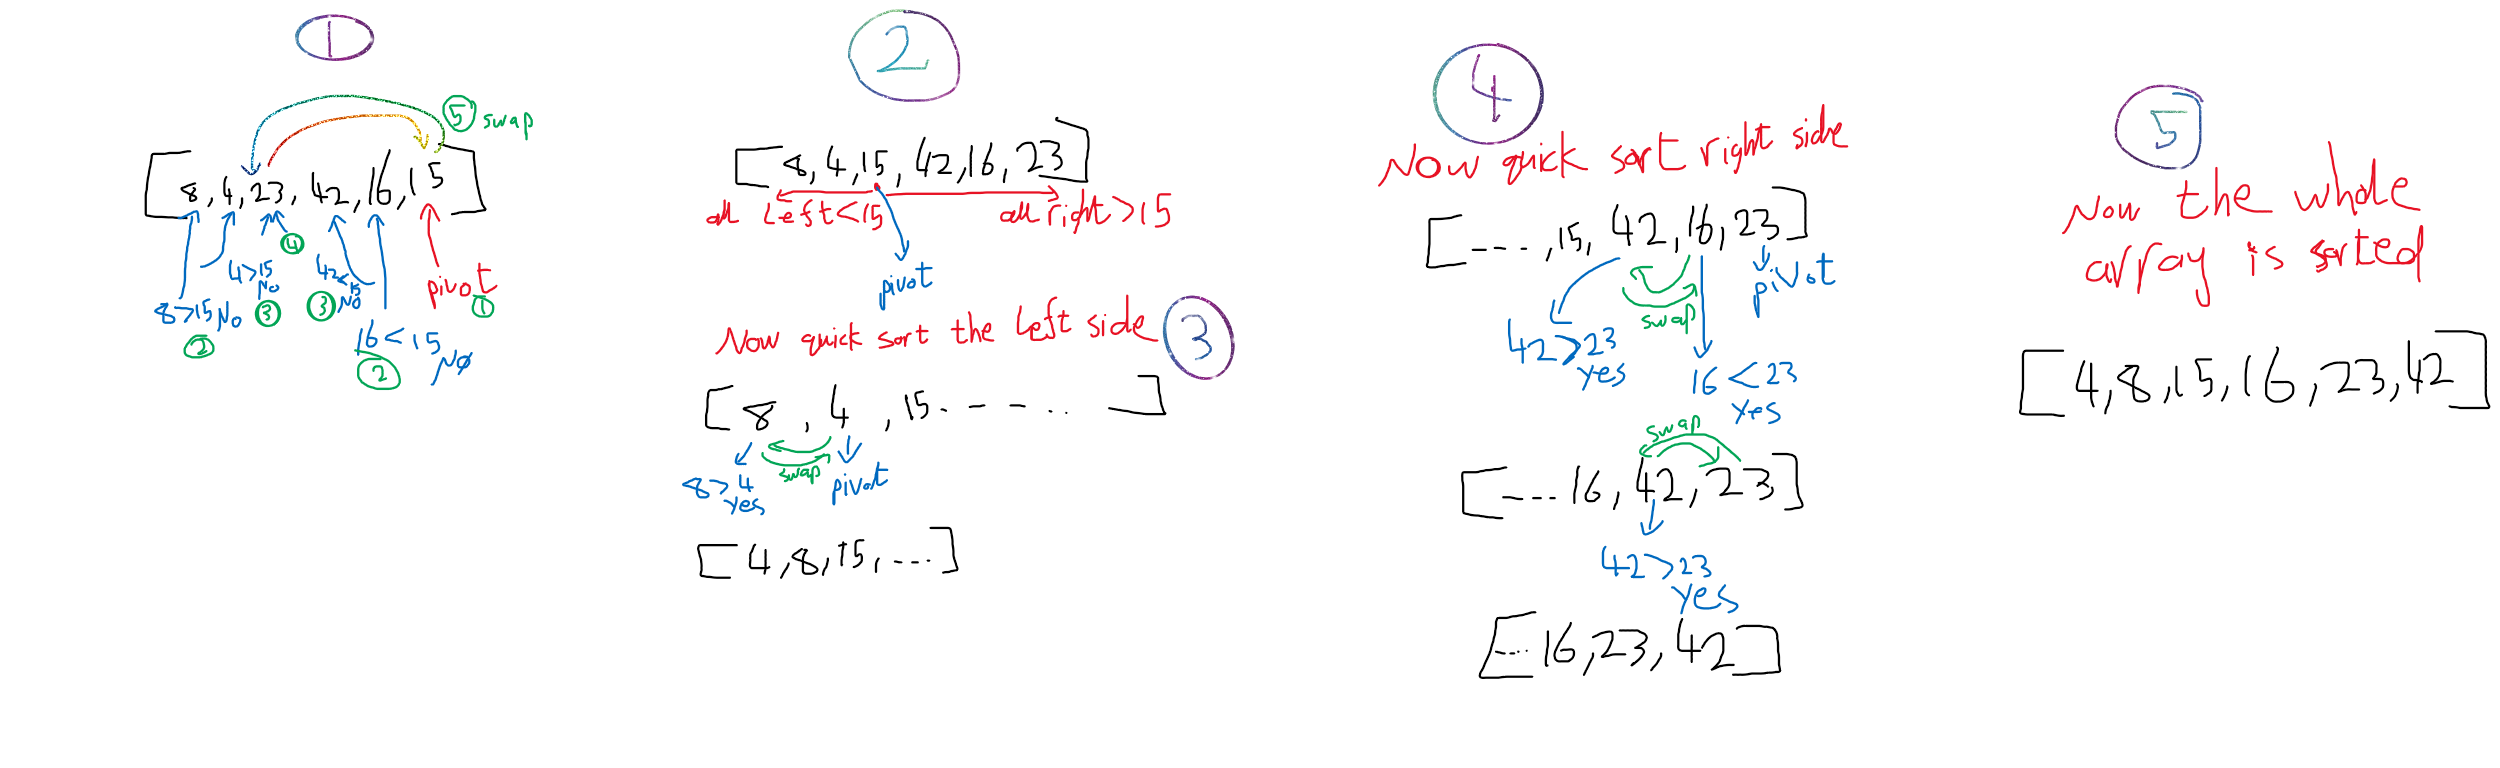 1
5 swap
[8,4,23,42,16,15]
4
4>15
No
3
8>15 No
2
42<
No
3
16<15
No
2
pivot
1
2
[8,4,15,42,16,23]
all left<15
all right>15
pivot
Now quick sort the left side
3
[8, 4, 15 - - - . . —]
swap
8>4
yes
pivot
[4,8,15,...]
4
Now quick sort right side
[- - - ,15, 42,16,23]
swap
pivot
42>23
yes
16<23
yes
swap
[- - - 16, 42, 23]
42>23
yes
[... 16,23,42]
5
Now the whole
array is sorted
[4,8,15,16,23,42]